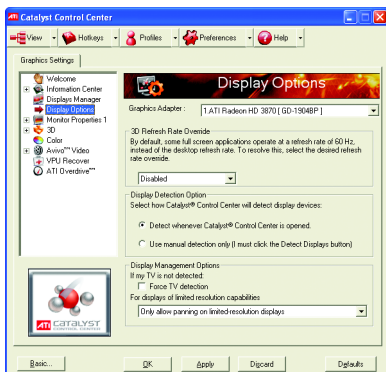 ATI Catalyst Control Center
View Hotkeys Profiles Preferences Help
Graphics Settings
Welcome
Information Center
Displays Manager
Display Options
Monitor Properties 1
3D
Color
Avivo™ Video
VPU Recover
ATI Overdrive™
ATI CATALYST
CONTROL CENTER
Display Options
Graphics Adapter : 1.ATI Radeon HD 3870 [ GD-1904BP ]
3D Refresh Rate Override
By default, some full screen applications operate at a refresh rate of 60 Hz,
instead of the desktop refresh rate. To resolve this, select the desired refresh
rate override.
Disabled
Display Detection Option
Select how Catalyst® Control Center will detect display devices:
Detect whenever Catalyst® Control Center is opened.
Use manual detection only (I must click the Detect Displays button)
Display Management Options
If my TV is not detected:
Force TV detection
For displays of limited resolution capabilities
Only allow panning on limited-resolution displays
Basic... OK Apply Discard Defaults